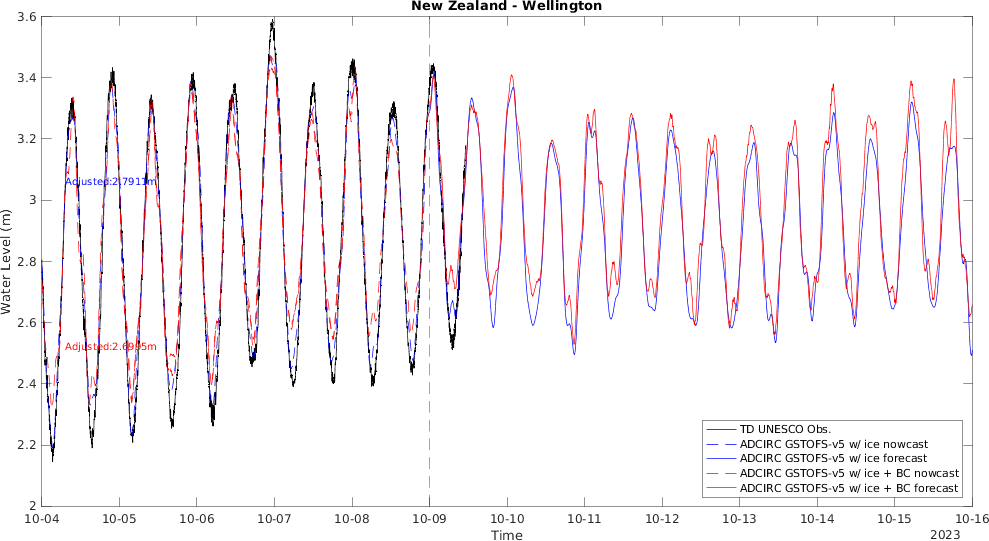 New Zealand - Wellington
3.6
3.4
3.2
3
2.8
2.6
2.4
2.2
2
Water Level (m)
Adjusted:2.7911m
Adjusted:2.6995m
TD UNESCO Obs.
ADCIRC GSTOFS-v5 w/ ice nowcast
ADCIRC GSTOFS-v5 w/ ice forecast
ADCIRC GSTOFS-v5 w/ ice + BC nowcast
ADCIRC GSTOFS-v5 w/ ice + BC forecast
10-04 10-05 10-06 10-07 10-08 10-09 10-10 10-11 10-12 10-13 10-14 10-15 10-16
Time
2023